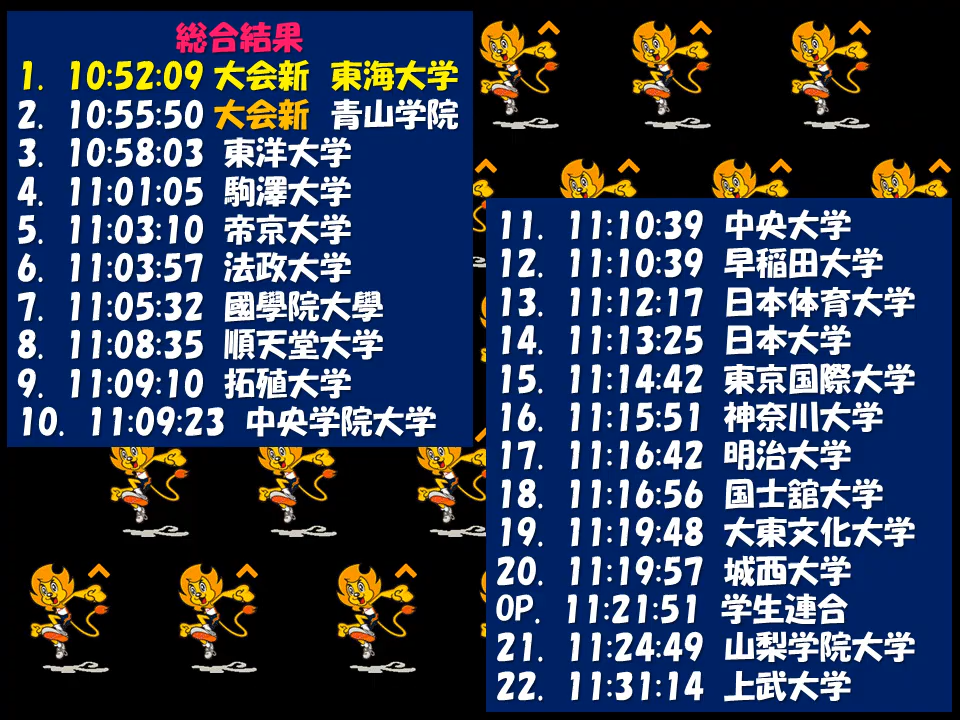 総合結果
1. 10:52:09 大会新 東海大学
2. 10:55:50 大会新 青山学院
3. 10:58:03 東洋大学
4. 11:01:05 駒澤大学
5. 11:03:10 帝京大学
6. 11:03:57 法政大学
7. 11:05:32 國學院大學
8. 11:08:35 順天堂大学
9. 11:09:10 拓殖大学
10. 11:09:23 中央学院大学
11. 11:10:39 中央大学
12. 11:10:39 早稲田大学
13. 11:12:17 日本体育大学
14. 11:13:25 日本大学
15. 11:14:42 東京国際大学
16. 11:15:51 神奈川大学
17. 11:16:42 明治大学
18. 11:16:56 国士舘大学
19. 11:19:48 大東文化大学
20. 11:19:57 城西大学
OP. 11:21:51 学生連合
21. 11:24:49 山梨学院大学
22. 11:31:14 上武大学